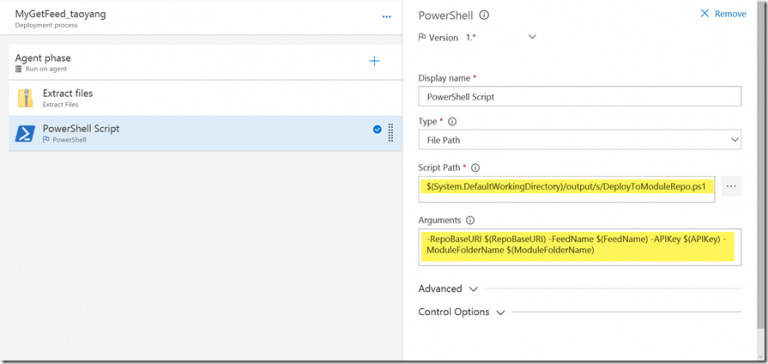 MyGetFeed_taoyang
Deployment process
Agent phase
Run on agent
Extract files
Extract Files
PowerShell Script
PowerShell
PowerShell
Remove
Version 1.*
Display name *
PowerShell Script
Type *
File Path
Script Path *
$(System.DefaultWorkingDirectory)/output/s/DeployToModuleRepo.ps1
Arguments
-RepoBaseURI $(RepoBaseURI) -FeedName $(FeedName) -APIKey $(APIKey) -
ModuleFolderName $(ModuleFolderName)
Advanced
Control Options